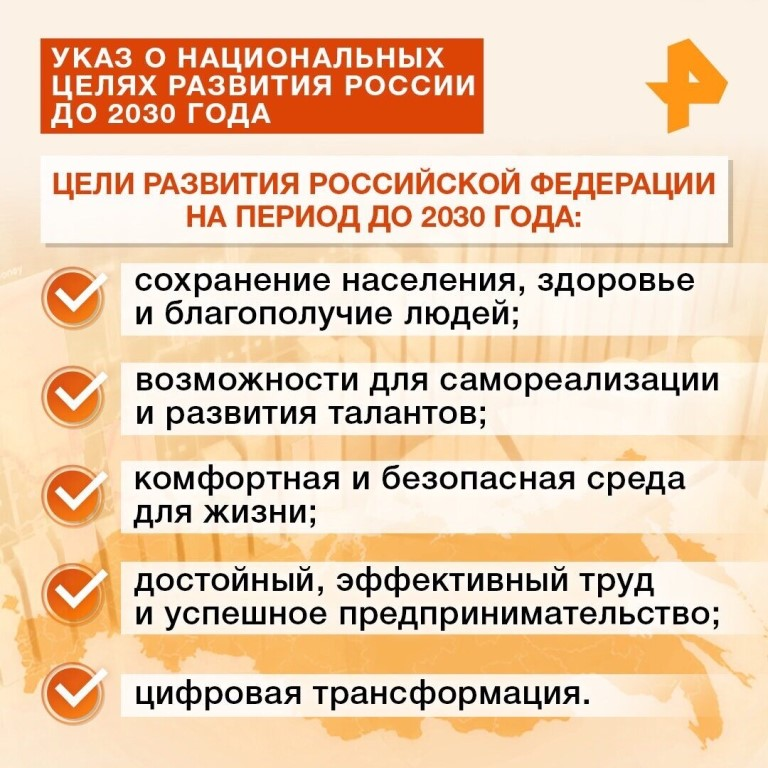 УКАЗ О НАЦИОНАЛЬНЫХ
ЦЕЛЯХ РАЗВИТИЯ РОССИИ
ДО 2030 ГОДА
ЦЕЛИ РАЗВИТИЯ РОССИЙСКОЙ ФЕДЕРАЦИИ
НА ПЕРИОД ДО 2030 ГОДА:
сохранение населения, здоровье
и благополучие людей;
возможности для самореализации
и развития талантов;
комфортная и безопасная среда
для жизни;
достойный, эффективный труд
и успешное предпринимательство;
цифровая трансформация.